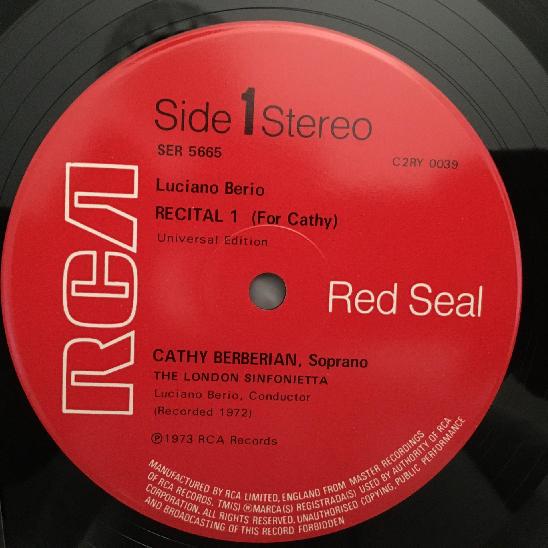 Side 1 Stereo
SER 5665
C2RY 0039
Luciano Berio
RECITAL 1 (For Cathy)
Universal Edition
RCA
Red Seal
CATHY BERBERIAN, Soprano
THE LONDON SINFONIETTA
Luciano Berio, Conductor
(Recorded 1972)
Ⓟ1973 RCA Records
MANUFACTURED BY RCA LIMITED, ENGLAND FROM MASTER RECORDINGS
OF RCA RECORDS. TM(S) ® MARCA(S) REGISTRADA(S) USED BY AUTHORITY OF RCA
CORPORATION. ALL RIGHTS RESERVED. UNAUTHORISED COPYING, PUBLIC PERFORMANCE
AND BROADCASTING OF THIS RECORD FORBIDDEN